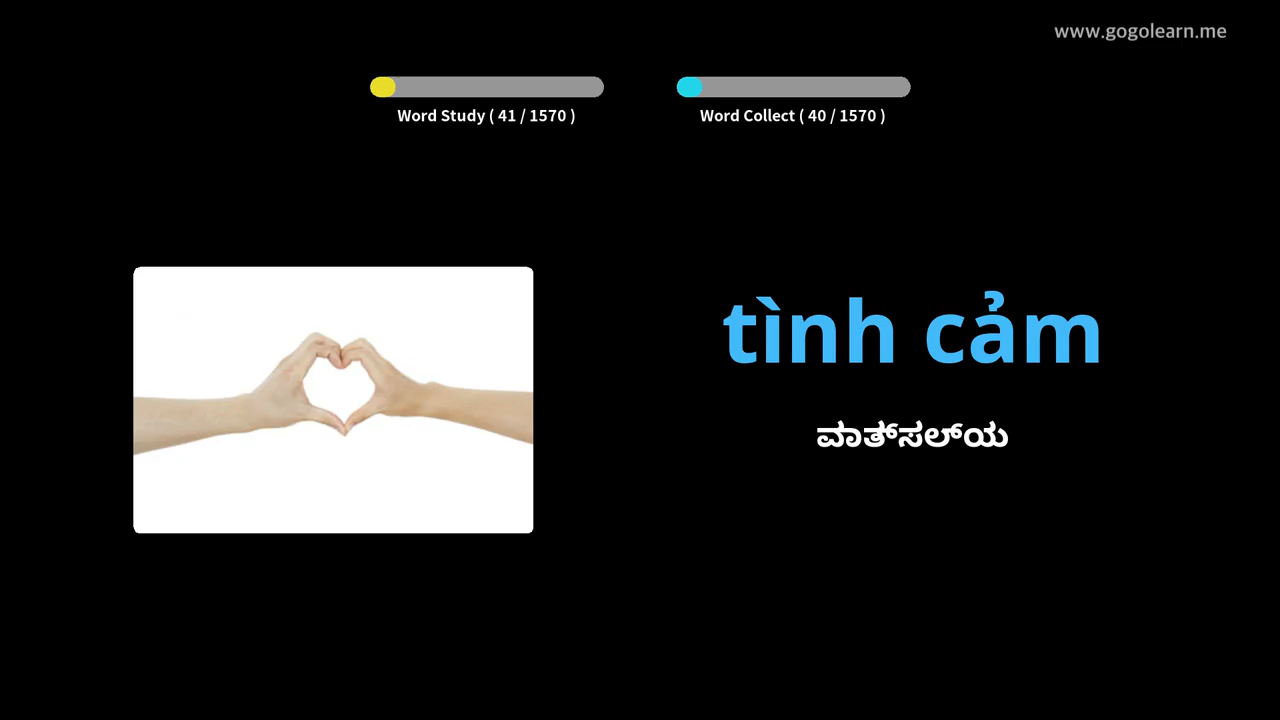 www.gogolearn.me
Word Study ( 41 / 1570 )
Word Collect ( 40 / 1570 )
tình cảm
ವಾತ್‌ಸಲ್‌ಯ